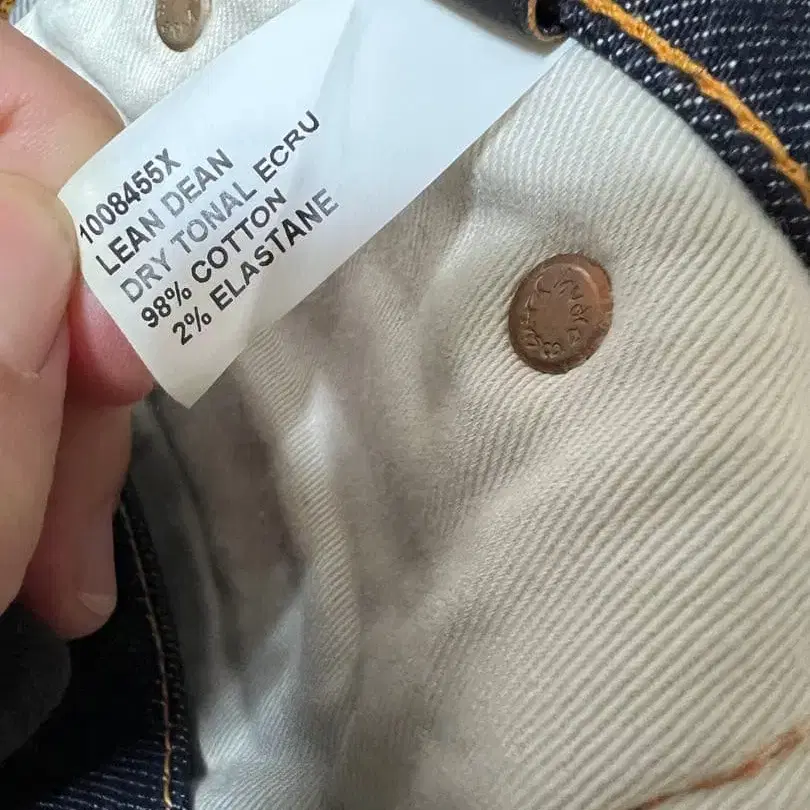 1008455X
LEAN DEAN
DRY TONAL ECRU
98% COTTON
2% ELASTANE